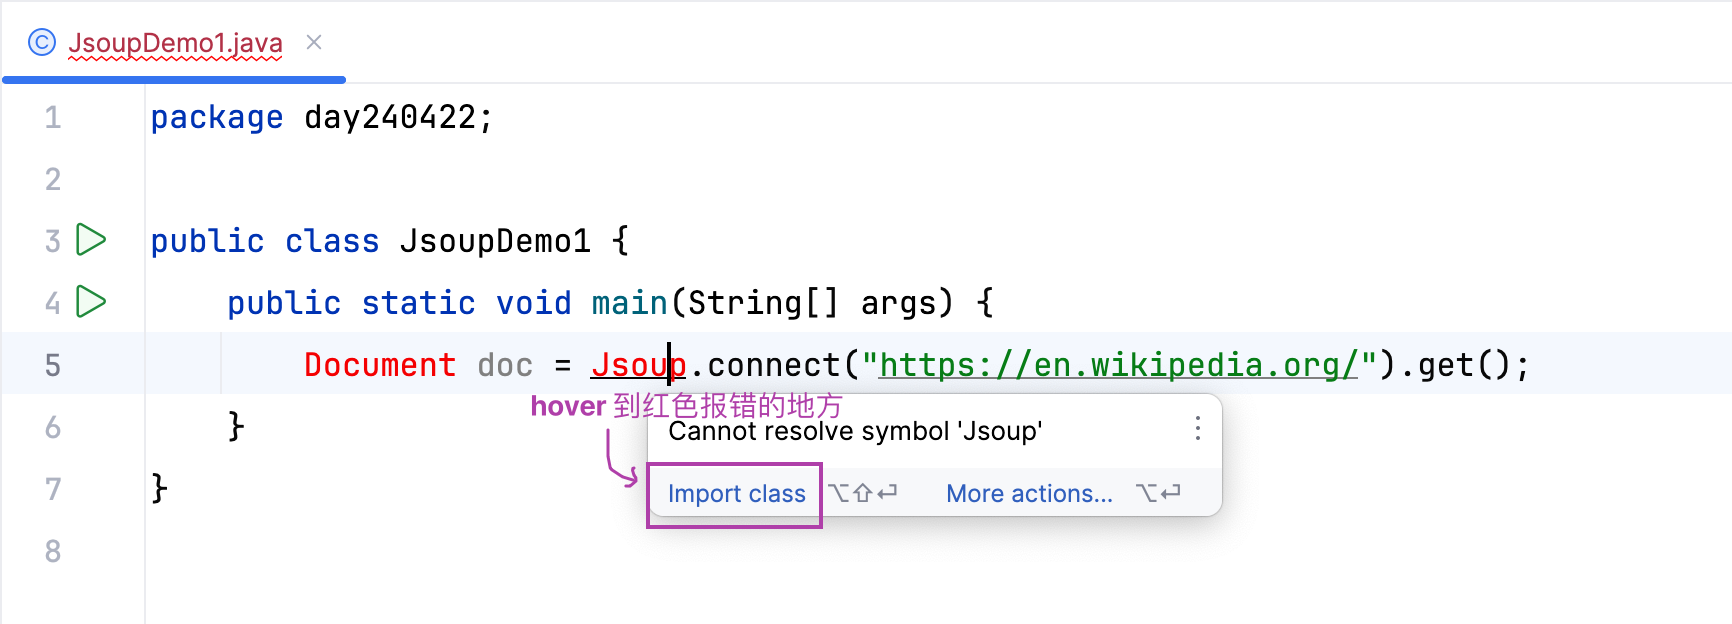 JsoupDemo1.java
1 package day240422;
2
3 public class JsoupDemo1 {
4 public static void main(String[] args) {
5 Document doc = Jsoup.connect("https://en.wikipedia.org/").get();
hover 到红色报错的地方
6 }
Cannot resolve symbol 'Jsoup'
7 }
Import class ⌥⇧⏎ More actions... ⌥⏎
8